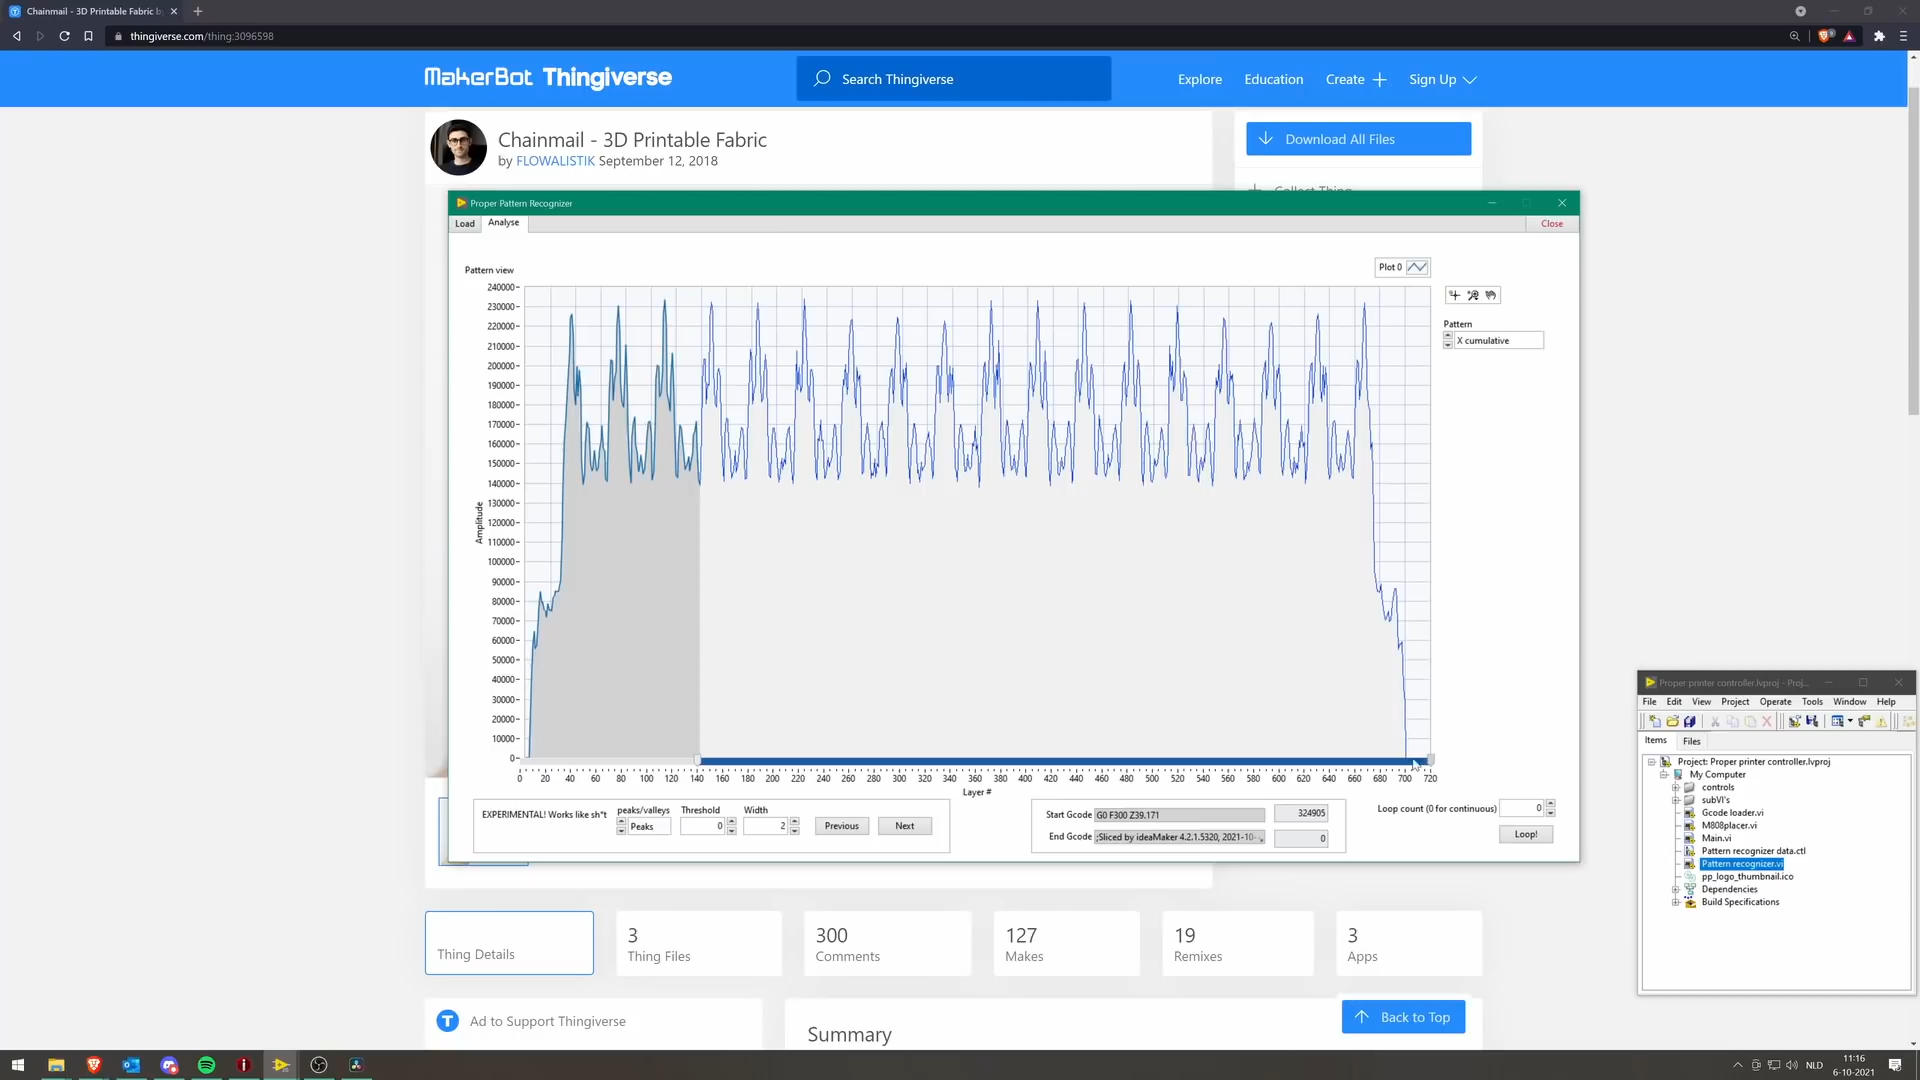 Chainmail - 3D Printable Fabric b
thingiverse.com/thing:3096598
MakerBot Thingiverse
Search Thingiverse
Explore
Education
Create
Sign Up
Chainmail - 3D Printable Fabric
by FLOWALISTIK September 12, 2018
Download All Files
Collect Thing
Proper Pattern Recognizer
Load
Analyse
Close
Pattern view
Plot 0
240000
230000
220000
210000
200000
190000
180000
170000
160000
150000
140000
130000
120000
110000
100000
90000
80000
70000
60000
50000
40000
30000
20000
10000
0
Amplitude
Pattern
X cumulative
0 20 40 60 80 100 120 140 160 180 200 220 240 260 280 300 320 340 360 380 400 420 440 460 480 500 520 540 560 580 600 620 640 660 680 700 720
Layer #
EXPERIMENTAL! Works like sh*t
peaks/valleys
Peaks
Threshold
0
Width
2
Previous
Next
Start Gcode
G0 F300 Z39.171
324905
End Gcode
;Sliced by ideaMaker 4.2.1.5320, 2021-10-
0
Loop count (0 for continuous)
0
Loop!
Proper printer controller.lvproj - Proj...
File Edit View Project Operate Tools Window Help
Items
Files
Project: Proper printer controller.lvproj
My Computer
controls
subVI's
Gcode loader.vi
M808placer.vi
Main.vi
Pattern recognizer data.ctl
Pattern recognizer.vi
pp_logo_thumbnail.ico
Dependencies
Build Specifications
Thing Details
3
Thing Files
300
Comments
127
Makes
19
Remixes
3
Apps
Ad to Support Thingiverse
Summary
Back to Top
NLD
11:16
6-10-2021